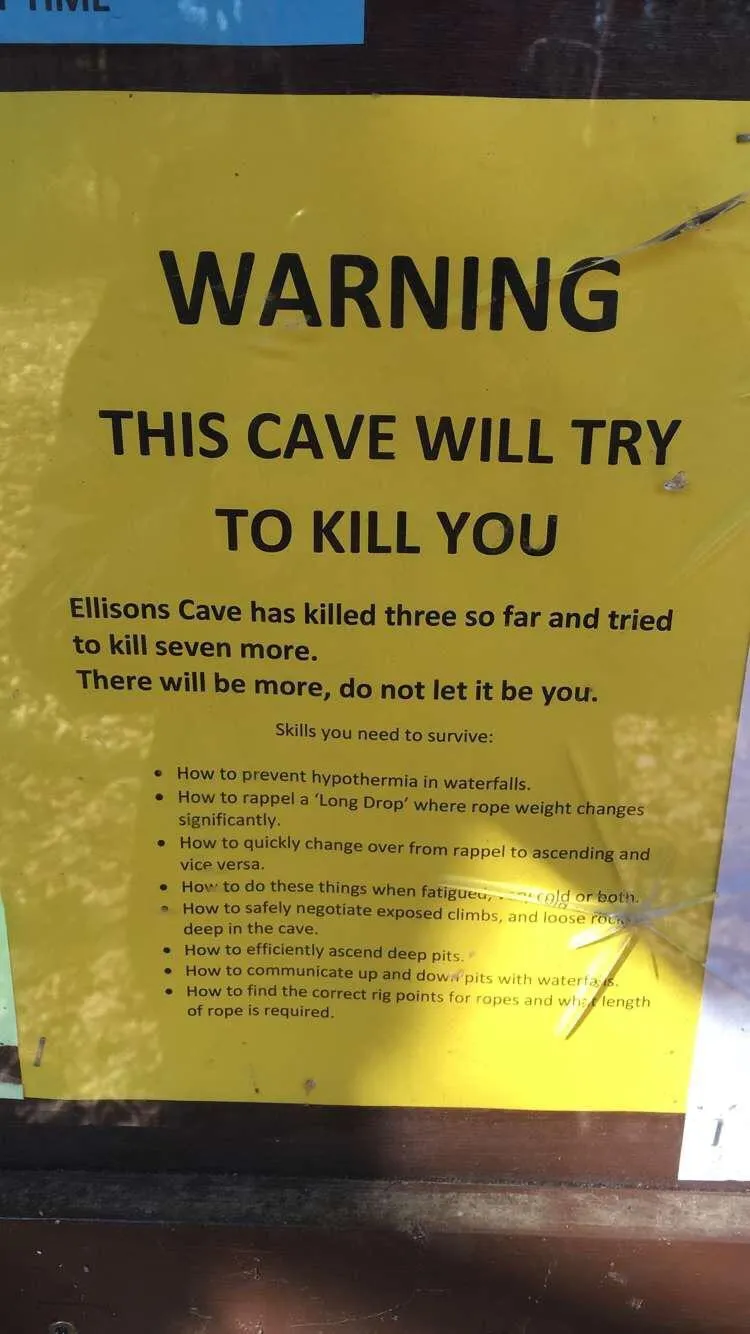 TIME
WARNING
THIS CAVE WILL TRY
TO KILL YOU
Ellisons Cave has killed three so far and tried
to kill seven more.
There will be more, do not let it be you.
Skills you need to survive:
• How to prevent hypothermia in waterfalls.
• How to rappel a ‘Long Drop’ where rope weight changes
significantly.
• How to quickly change over from rappel to ascending and
vice versa.
• How to do these things when fatigued, cold or both.
• How to safely negotiate exposed climbs, and loose rocks
deep in the cave.
• How to efficiently ascend deep pits.
• How to communicate up and down pits with waterfalls.
• How to find the correct rig points for ropes and what length
of rope is required.